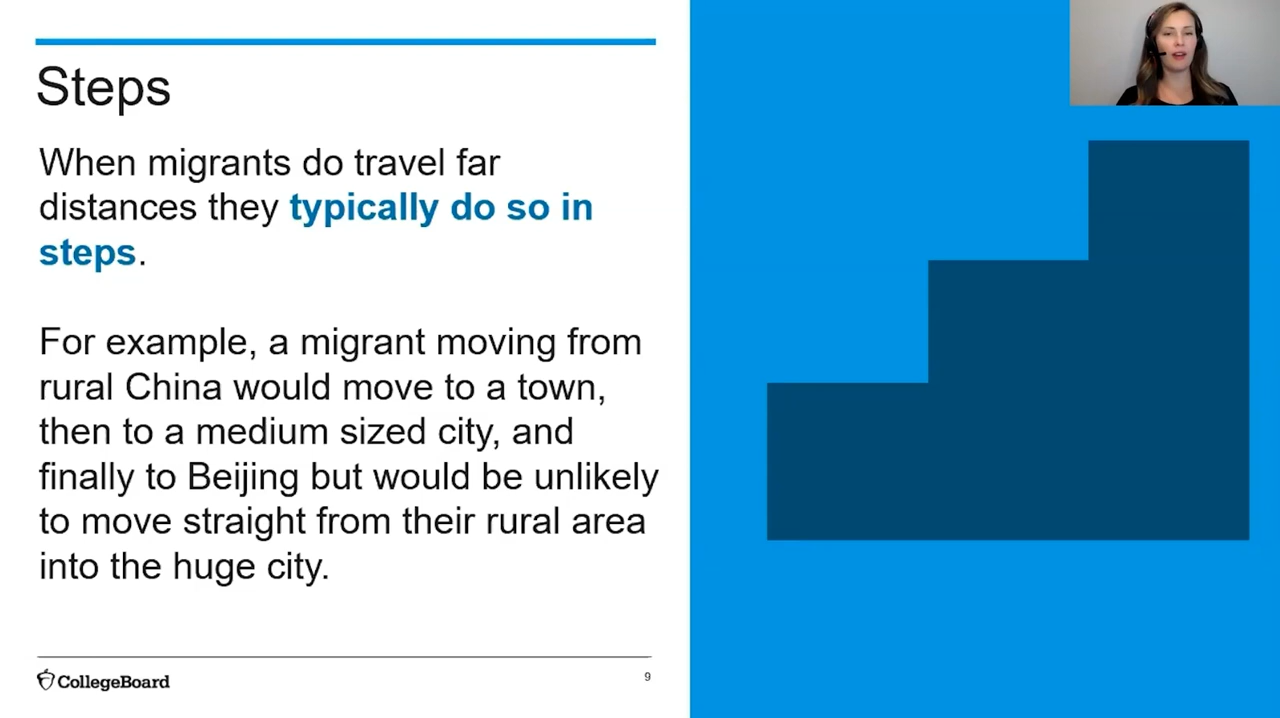 Steps
When migrants do travel far
distances they typically do so in
steps.
For example, a migrant moving from
rural China would move to a town,
then to a medium sized city, and
finally to Beijing but would be unlikely
to move straight from their rural area
into the huge city.
CollegeBoard
9